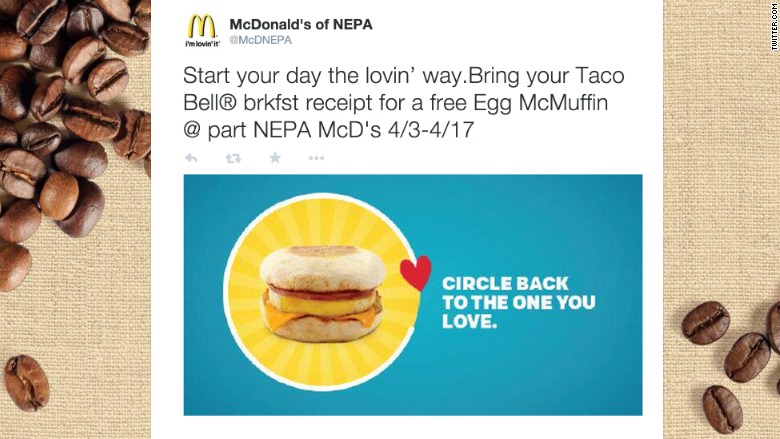 McDonald's of NEPA
i'm lovin' it®
@McDNEPA
Start your day the lovin’ way.Bring your Taco
Bell® brkfst receipt for a free Egg McMuffin
@ part NEPA McD's 4/3-4/17
CIRCLE BACK
TO THE ONE YOU
LOVE.
TWITTER.COM